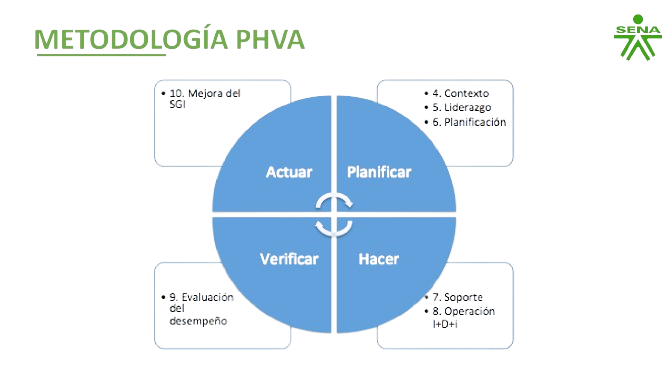 METODOLOGÍA PHVA
SENA
• 10. Mejora del
SGI
• 4. Contexto
• 5. Liderazgo
• 6. Planificación
Actuar
Planificar
Verificar
Hacer
• 9. Evaluación
del
desempeño
• 7. Soporte
• 8. Operación
I+D+i